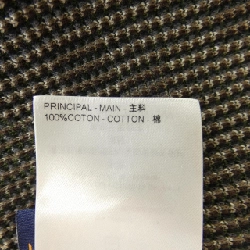 PRINCIPAL - MAIN - 主料
100%COTON - COTTON 棉